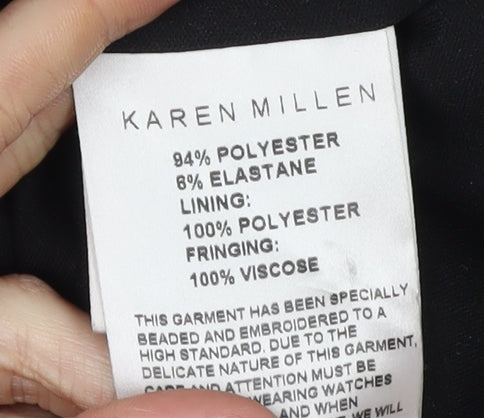 KAREN MILLEN
94% POLYESTER
6% ELASTANE
LINING:
100% POLYESTER
FRINGING:
100% VISCOSE
THIS GARMENT HAS BEEN SPECIALLY
BEADED AND EMBROIDERED TO A
HIGH STANDARD. DUE TO THE
DELICATE NATURE OF THIS GARMENT,
CARE AND ATTENTION MUST BE
WEARING WATCHES
AND WHEN
WE WILL